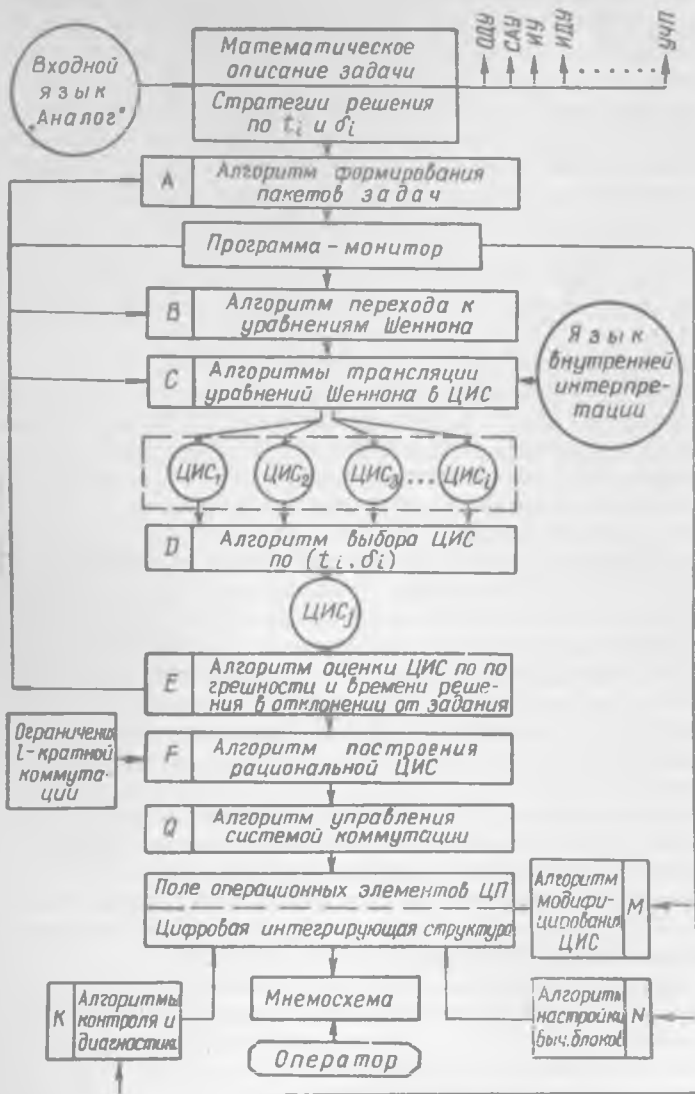 Входной
язык
„Аналог"
Математическое
описание задачи
Стратегии решения
по tᵢ и δᵢ
ОДУ
САУ
ИУ
ИДУ
УЧП
А
Алгоритм формирования
пакетов задач
Программа – монитор
В
Алгоритм перехода к
уравнениям Шеннона
С
Алгоритмы трансляции
уравнений Шеннона в ЦИС
Язык
внутренней
интерпре-
тации
ЦИС₁ ЦИС₂ ЦИС₃ ... ЦИСᵢ
D
Алгоритм выбора ЦИС
по (tᵢ, δᵢ)
ЦИСⱼ
E
Алгоритм оценки ЦИС по по
грешности и времени реше-
ния в отклонении от задания
Ограничения
l-кратной
коммута-
ции
F
Алгоритм построения
рациональной ЦИС
Q
Алгоритм управления
системой коммутации
Поле операционных элементов ЦП
Цифровая интегрирующая структура
Алгоритм
модифи-
цирования
ЦИС
M
K
Алгоритмы
контроля и
диагностики
Мнемосхема
Оператор
Алгоритм
настройки
выч. блоков
N